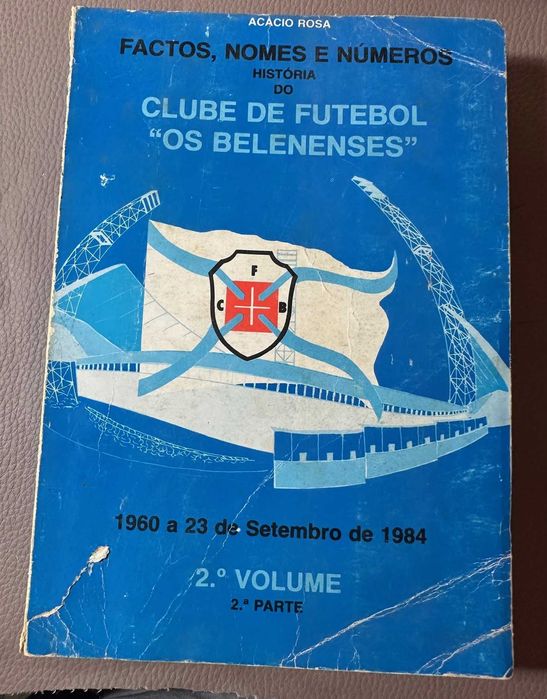 ACÁCIO ROSA
FACTOS, NOMES E NÚMEROS
HISTÓRIA
DO
CLUBE DE FUTEBOL
"OS BELENENSES"
F
C B
1960 a 23 de Setembro de 1984
2.º VOLUME
2.ª PARTE